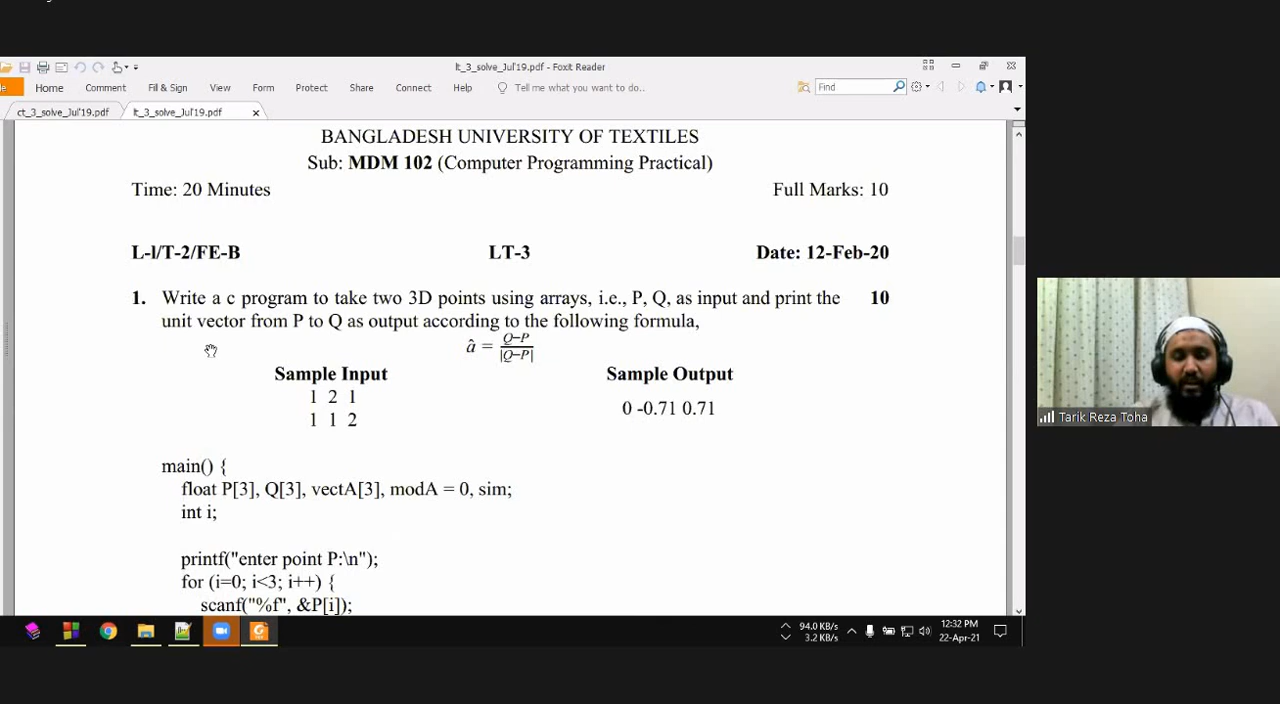 lt_3_solve_Jul'19.pdf - Foxit Reader
Home Comment Fill & Sign View Form Protect Share Connect Help Tell me what you want to do.. Find
ct_3_solve_Jul'19.pdf lt_3_solve_Jul'19.pdf
BANGLADESH UNIVERSITY OF TEXTILES
Sub: MDM 102 (Computer Programming Practical)
Time: 20 Minutes Full Marks: 10
L-I/T-2/FE-B LT-3 Date: 12-Feb-20
1. Write a c program to take two 3D points using arrays, i.e., P, Q, as input and print the 10
unit vector from P to Q as output according to the following formula,
â = Q−P / |Q−P|
Sample Input Sample Output
1 2 1
0 -0.71 0.71
1 1 2
main() {
float P[3], Q[3], vectA[3], modA = 0, sim;
int i;
printf("enter point P:\n");
for (i=0; i<3; i++) {
scanf("%f", &P[i]);
Tarik Reza Toha
94.0 KB/s
3.2 KB/s
12:32 PM
22-Apr-21